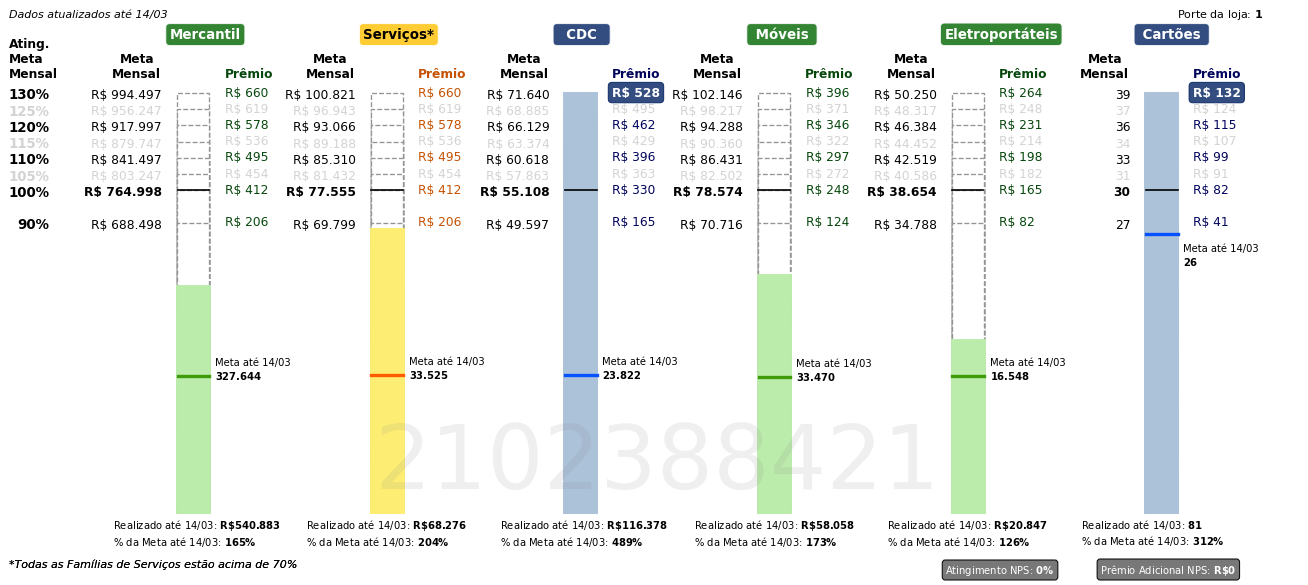 Dados atualizados até 14/03 Porte da loja: 1
Mercantil Serviços* CDC Móveis Eletroportáteis Cartões
Ating.
Meta Meta Meta Meta Meta Meta Meta
Mensal Mensal Prêmio Mensal Prêmio Mensal Prêmio Mensal Prêmio Mensal Prêmio Mensal Prêmio
130% R$ 994.497 R$ 660 R$ 100.821 R$ 660 R$ 71.640 R$ 528 R$ 102.146 R$ 396 R$ 50.250 R$ 264 39 R$ 132
125% R$ 956.247 R$ 619 R$ 96.943 R$ 619 R$ 68.885 R$ 495 R$ 98.217 R$ 371 R$ 48.317 R$ 248 37 R$ 124
120% R$ 917.997 R$ 578 R$ 93.066 R$ 578 R$ 66.129 R$ 462 R$ 94.288 R$ 346 R$ 46.384 R$ 231 36 R$ 115
115% R$ 879.747 R$ 536 R$ 89.188 R$ 536 R$ 63.374 R$ 429 R$ 90.360 R$ 322 R$ 44.452 R$ 214 34 R$ 107
110% R$ 841.497 R$ 495 R$ 85.310 R$ 495 R$ 60.618 R$ 396 R$ 86.431 R$ 297 R$ 42.519 R$ 198 33 R$ 99
105% R$ 803.247 R$ 454 R$ 81.432 R$ 454 R$ 57.863 R$ 363 R$ 82.502 R$ 272 R$ 40.586 R$ 182 31 R$ 91
100% R$ 764.998 R$ 412 R$ 77.555 R$ 412 R$ 55.108 R$ 330 R$ 78.574 R$ 248 R$ 38.654 R$ 165 30 R$ 82
90% R$ 688.498 R$ 206 R$ 69.799 R$ 206 R$ 49.597 R$ 165 R$ 70.716 R$ 124 R$ 34.788 R$ 82 27 R$ 41
Meta até 14/03
26
Meta até 14/03 Meta até 14/03 Meta até 14/03 Meta até 14/03 Meta até 14/03
327.644 33.525 23.822 33.470 16.548
2102388421
Realizado até 14/03: R$540.883 Realizado até 14/03: R$68.276 Realizado até 14/03: R$116.378 Realizado até 14/03: R$58.058 Realizado até 14/03: R$20.847 Realizado até 14/03: 81
% da Meta até 14/03: 165% % da Meta até 14/03: 204% % da Meta até 14/03: 489% % da Meta até 14/03: 173% % da Meta até 14/03: 126% % da Meta até 14/03: 312%
*Todas as Famílias de Serviços estão acima de 70% Atingimento NPS: 0% Prêmio Adicional NPS: R$0